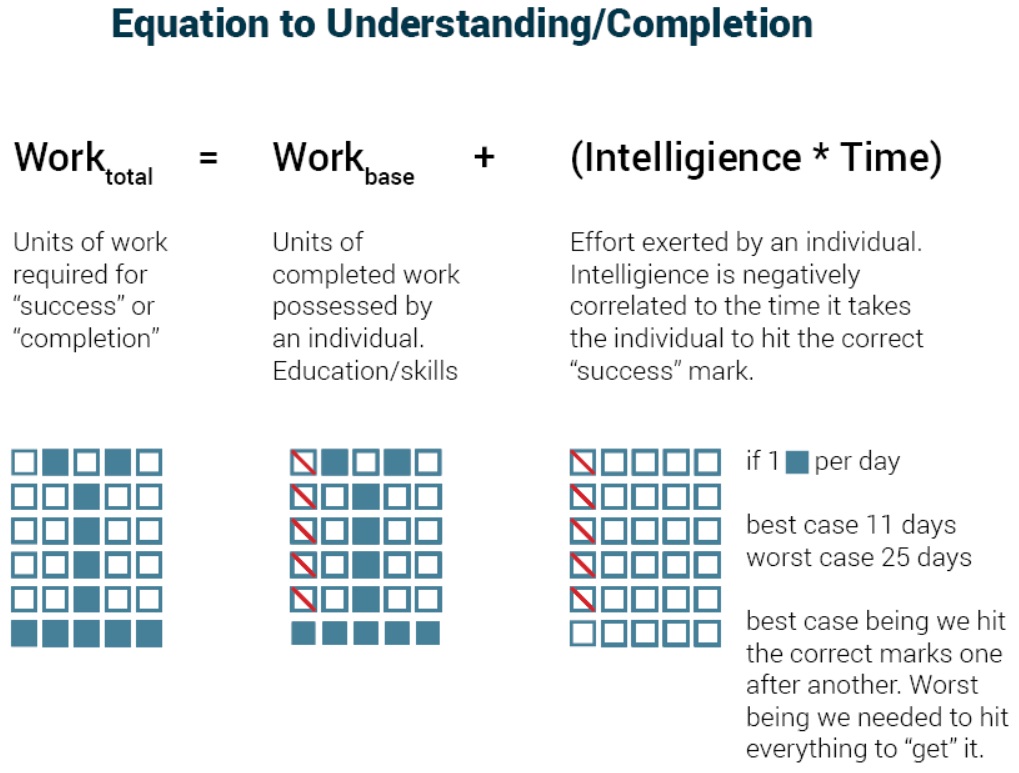 Equation to Understanding/Completion
Work total = Work base + (Intelligience * Time)
Units of work
required for
“success” or
“completion”
Units of
completed work
possessed by
an individual.
Education/skills
Effort exerted by an individual.
Intelligience is negatively
correlated to the time it takes
the individual to hit the correct
“success” mark.
if 1 per day
best case 11 days
worst case 25 days
best case being we hit
the correct marks one
after another. Worst
being we needed to hit
everything to “get” it.